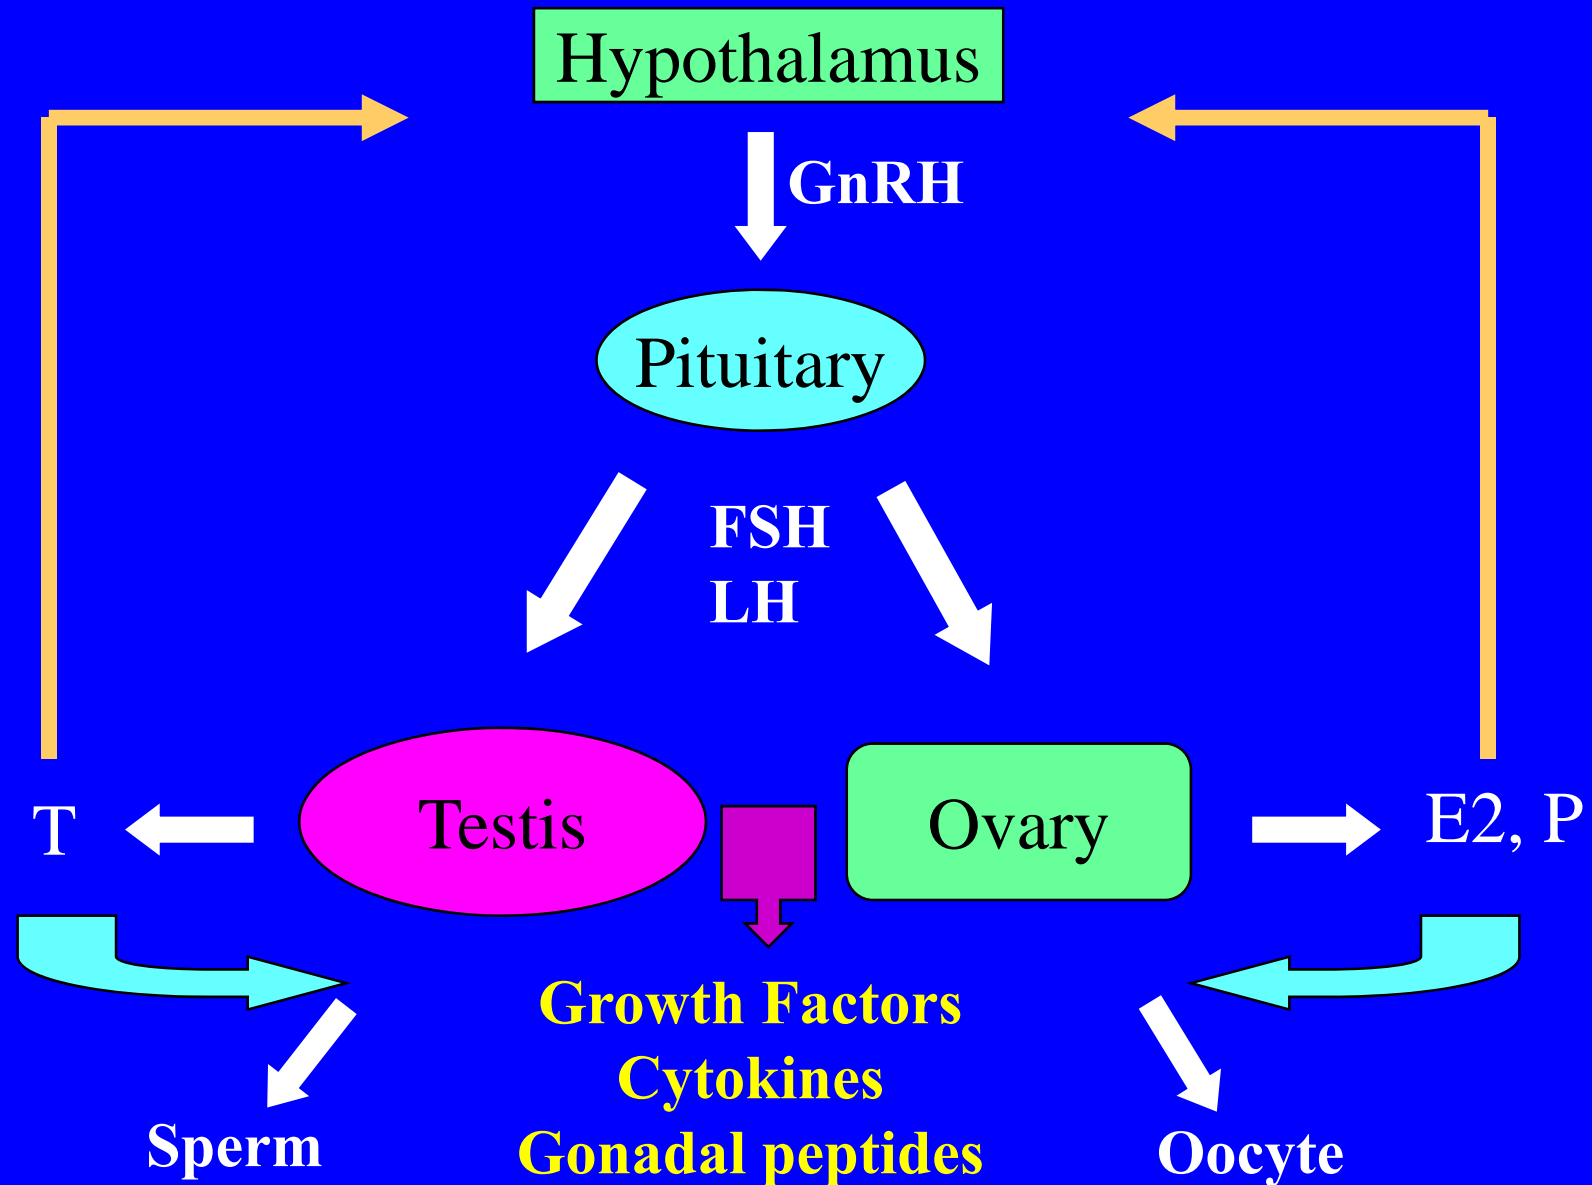 Hypothalamus
GnRH
Pituitary
FSH
LH
T
Testis
Ovary
E2, P
Growth Factors
Cytokines
Gonadal peptides
Sperm
Oocyte